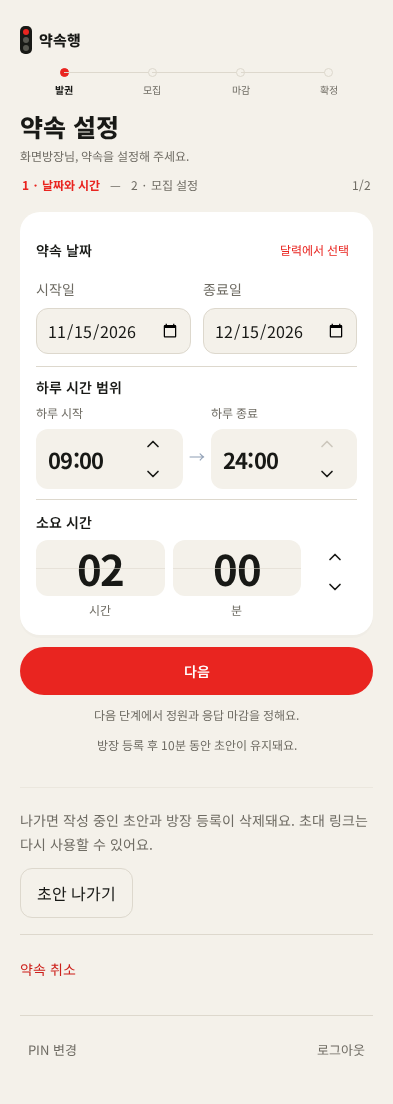 약속행
발권 모집 마감 확정
약속 설정
화면방장님, 약속을 설정해 주세요.
1 · 날짜와 시간 — 2 · 모집 설정 1/2
약속 날짜 달력에서 선택
시작일 종료일
11/15/2026 12/15/2026
하루 시간 범위
하루 시작 하루 종료
09:00 → 24:00
소요 시간
02 00
시간 분
다음
다음 단계에서 정원과 응답 마감을 정해요.
방장 등록 후 10분 동안 초안이 유지돼요.
나가면 작성 중인 초안과 방장 등록이 삭제돼요. 초대 링크는
다시 사용할 수 있어요.
초안 나가기
약속 취소
PIN 변경 로그아웃